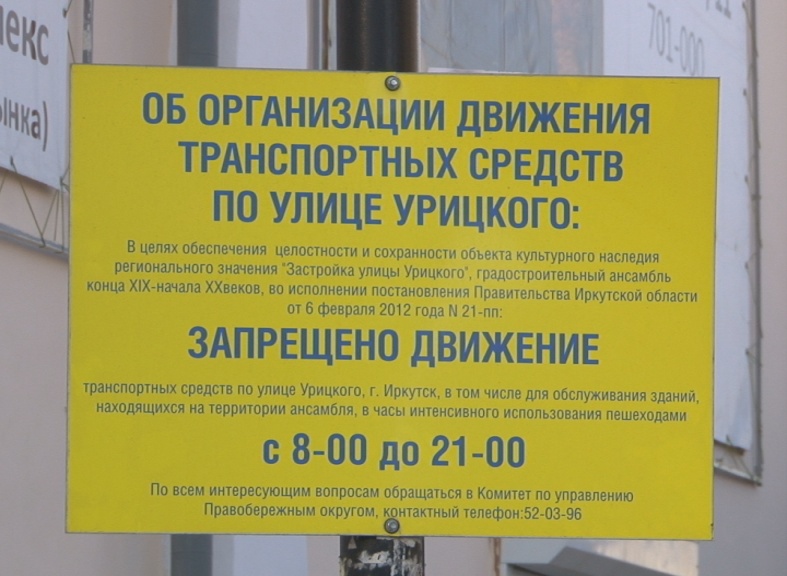 ОБ ОРГАНИЗАЦИИ ДВИЖЕНИЯ
ТРАНСПОРТНЫХ СРЕДСТВ
ПО УЛИЦЕ УРИЦКОГО:
В целях обеспечения целостности и сохранности объекта культурного наследия
регионального значения "Застройка улицы Урицкого", градостроительный ансамбль
конца XIX-начала XXвеков, во исполнении постановления Правительства Иркутской области
от 6 февраля 2012 года N 21-пп:
ЗАПРЕЩЕНО ДВИЖЕНИЕ
транспортных средств по улице Урицкого, г. Иркутск, в том числе для обслуживания зданий,
находящихся на территории ансамбля, в часы интенсивного использования пешеходами
с 8-00 до 21-00
По всем интересующим вопросам обращаться в Комитет по управлению
Правобережным округом, контактный телефон:52-03-96
701-000